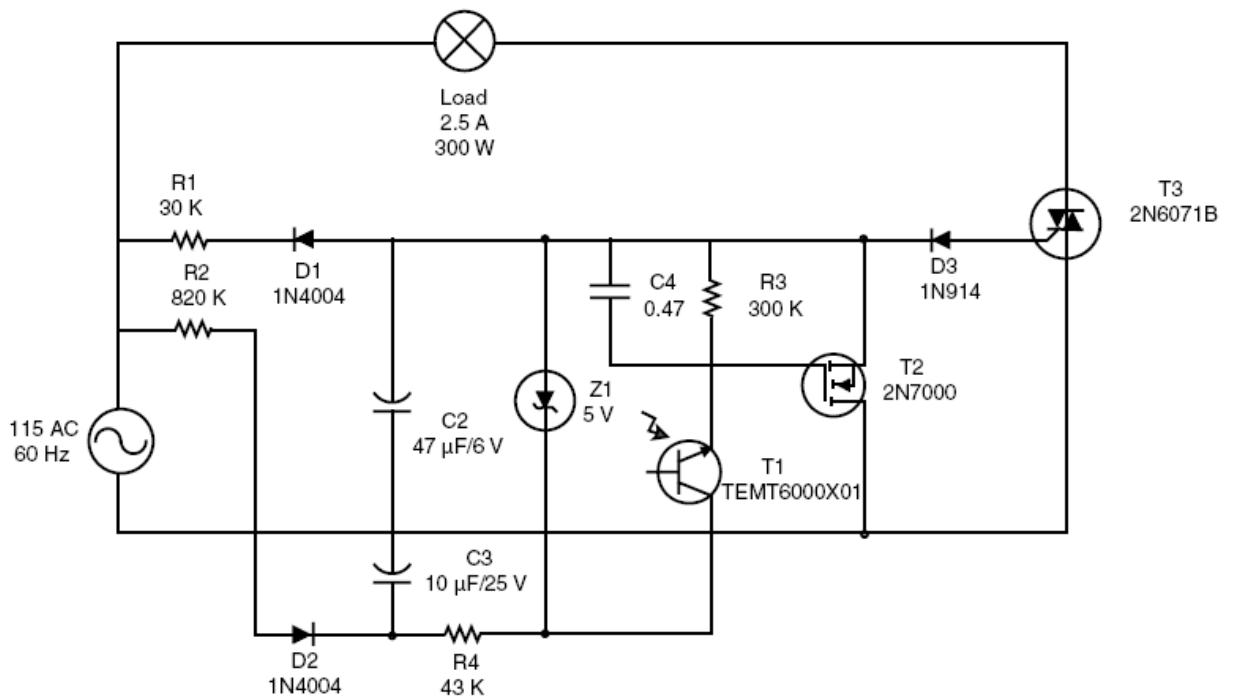 Load
2.5 A
300 W
R1
30 K
T3
2N6071B
D1
1N4004
R2
820 K
C4
0.47
R3
300 K
D3
1N914
T2
2N7000
Z1
5 V
115 AC
60 Hz
C2
47 µF/6 V
T1
TEMT6000X01
C3
10 µF/25 V
D2
1N4004
R4
43 K